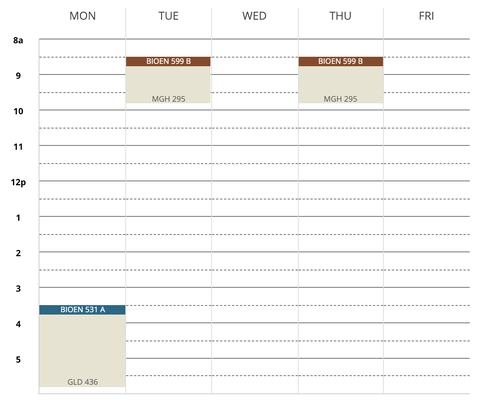 MON TUE WED THU FRI
8a
BIOEN 599 B BIOEN 599 B
9
MGH 295 MGH 295
10
11
12p
1
2
3
BIOEN 531 A
4
5
GLD 436